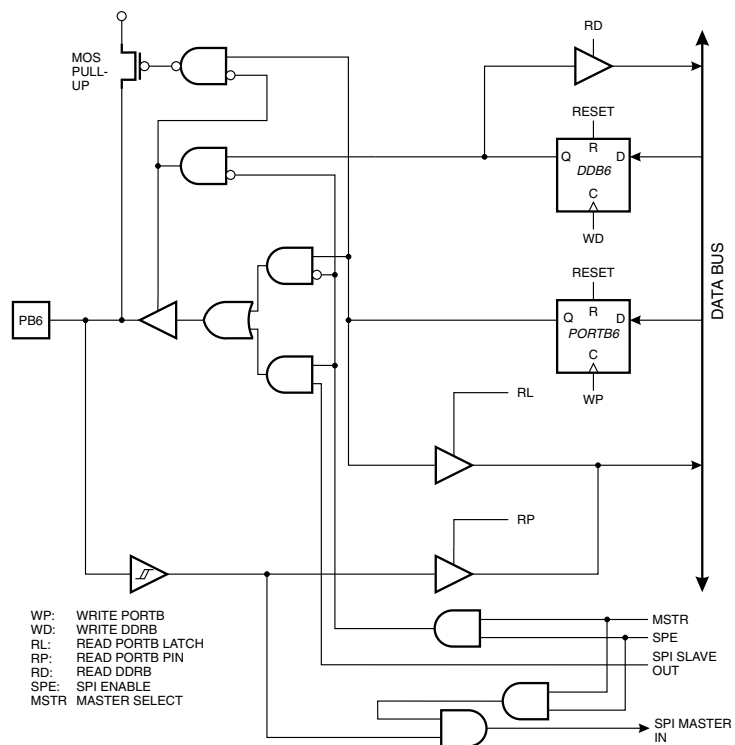 RD
MOS
PULL-
UP
RESET
R
Q
D
DDB6
C
WD
DATA BUS
RESET
R
Q
D
PORTB6
C
WP
PB6
RL
RP
WP: WRITE PORTB
WD: WRITE DDRB
RL: READ PORTB LATCH
RP: READ PORTB PIN
RD: READ DDRB
SPE: SPI ENABLE
MSTR MASTER SELECT
MSTR
SPE
SPI SLAVE
OUT
SPI MASTER
IN